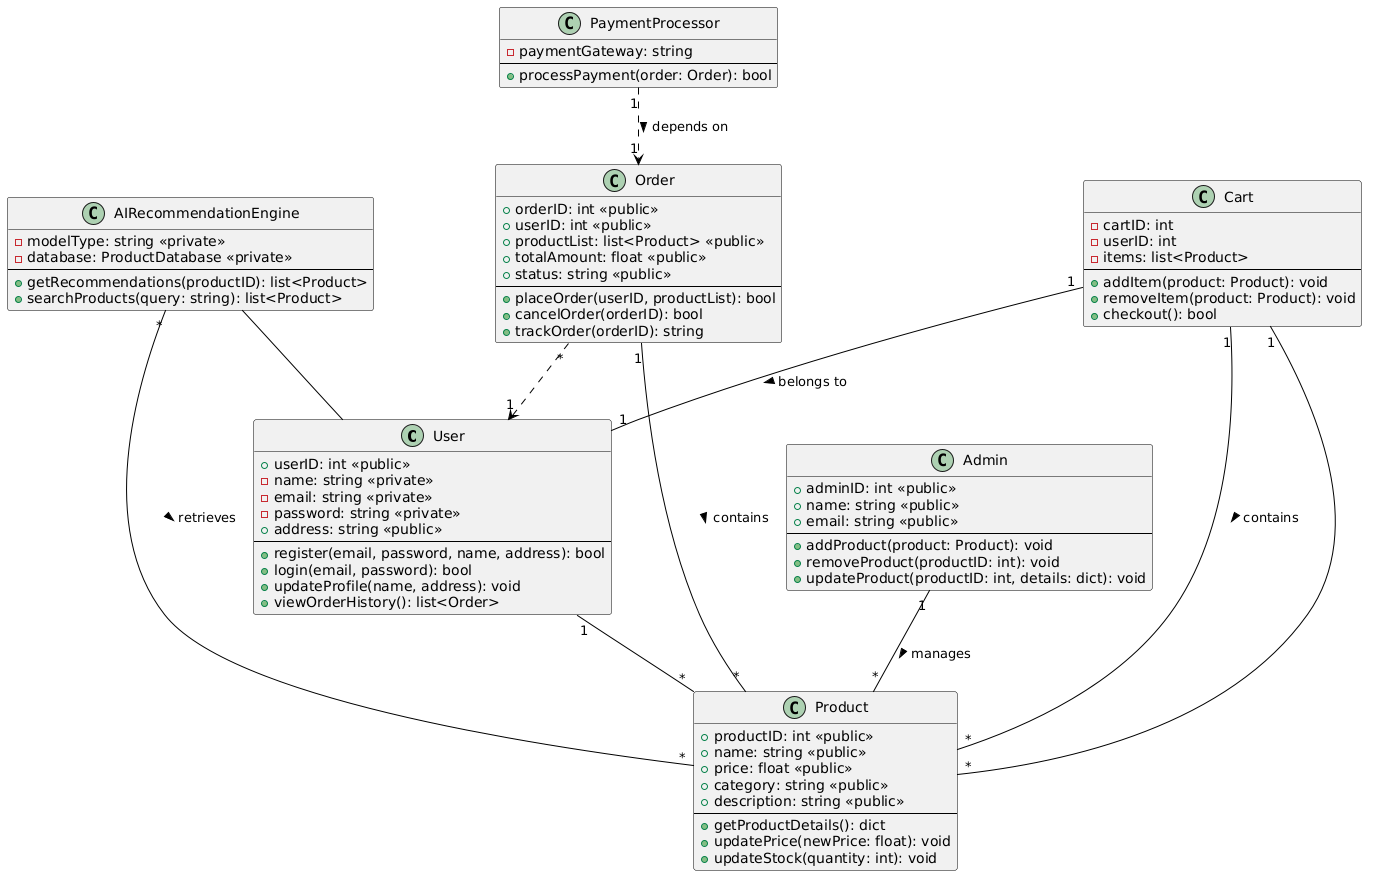 C PaymentProcessor
paymentGateway: string
processPayment(order: Order): bool
1
depends on
1
C Order
orderID: int «public»
userID: int «public»
productList: list<Product> «public»
totalAmount: float «public»
status: string «public»
placeOrder(userID, productList): bool
cancelOrder(orderID): bool
trackOrder(orderID): string
C Cart
cartID: int
userID: int
items: list<Product>
addItem(product: Product): void
removeItem(product: Product): void
checkout(): bool
C AIRecommendationEngine
modelType: string «private»
database: ProductDatabase «private»
getRecommendations(productID): list<Product>
searchProducts(query: string): list<Product>
1
*
*
1
1
1
belongs to
1
1
C User
userID: int «public»
name: string «private»
email: string «private»
password: string «private»
address: string «public»
register(email, password, name, address): bool
login(email, password): bool
updateProfile(name, address): void
viewOrderHistory(): list<Order>
C Admin
adminID: int «public»
name: string «public»
email: string «public»
addProduct(product: Product): void
removeProduct(productID: int): void
updateProduct(productID: int, details: dict): void
retrieves
contains
contains
1
1
manages
*
*
*
*
*
*
C Product
productID: int «public»
name: string «public»
price: float «public»
category: string «public»
description: string «public»
getProductDetails(): dict
updatePrice(newPrice: float): void
updateStock(quantity: int): void